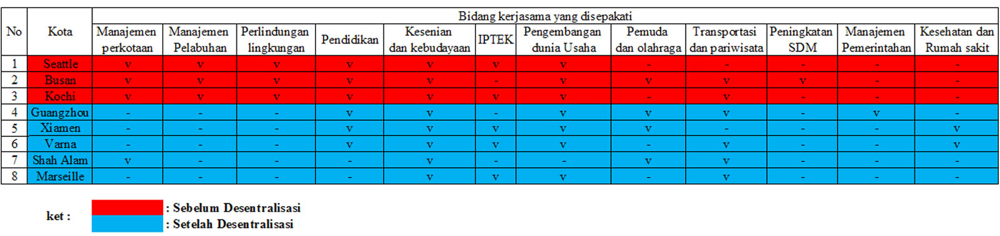 Bidang kerjasama yang disepakati
No Kota Manajemen perkotaan Manajemen Pelabuhan Perlindungan lingkungan Pendidikan Kesenian dan kebudayaan IPTEK Pengembangan dunia Usaha Pemuda dan olahraga Transportasi dan pariwisata Peningkatan SDM Manajemen Pemerintahan Kesehatan dan Rumah sakit
1 Seattle v v v v v v v - - - - -
2 Busan v v v v v - v v v v - -
3 Kochi v v v v v v v - v - - -
4 Guangzhou - - - v v - v v v - v -
5 Xiamen - - - v v v v v - - - v
6 Varna - - - v v v v - v - - v
7 Shah Alam v - - - v - - v v - - -
8 Marseille - - - - v v v - v - - -
ket :
: Sebelum Desentralisasi
: Setelah Desentralisasi